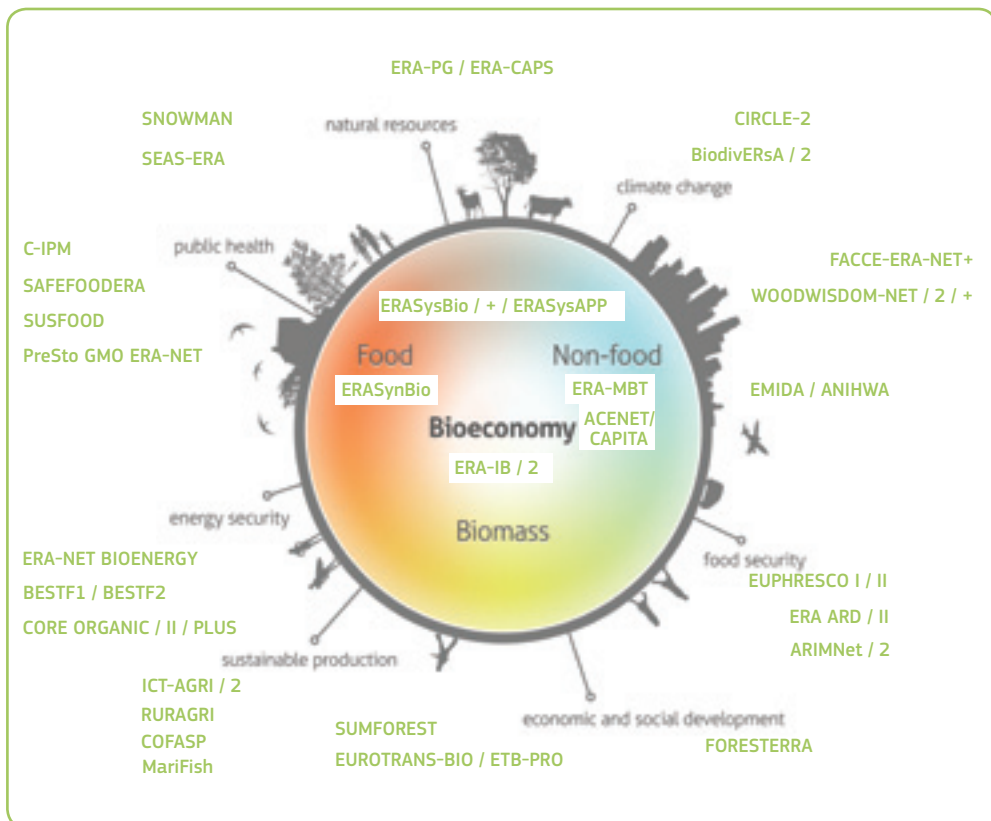 ERA-PG / ERA-CAPS
SNOWMAN
natural resources
CIRCLE-2
SEAS-ERA
BiodivERsA / 2
climate change
C-IPM
public health
FACCE-ERA-NET+
SAFEFOODERA
WOODWISDOM-NET / 2 / +
ERASysBio / + / ERASysAPP
SUSFOOD
PreSto GMO ERA-NET
Food
Non-food
ERASynBio
ERA-MBT
EMIDA / ANIHWA
Bioeconomy
ACENET/
CAPITA
ERA-IB / 2
energy security
Biomass
ERA-NET BIOENERGY
food security
BESTF1 / BESTF2
EUPHRESCO I / II
CORE ORGANIC / II / PLUS
ERA ARD / II
sustainable production
ARIMNet / 2
ICT-AGRI / 2
RURAGRI
economic and social development
SUMFOREST
COFASP
FORESTERRA
MariFish
EUROTRANS-BIO / ETB-PRO